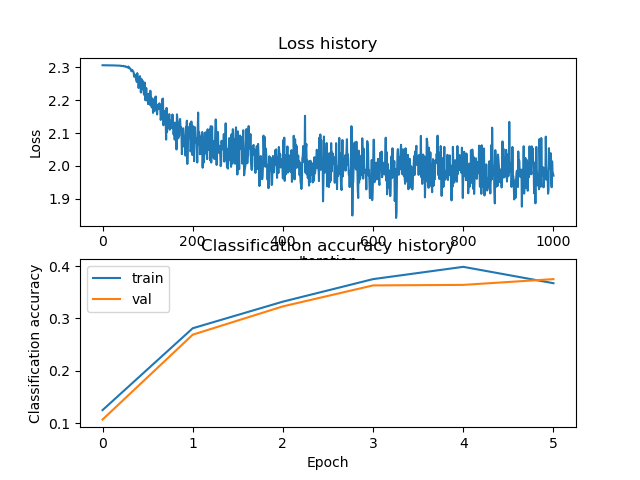 Loss history
2.3
2.2
2.1
2.0
1.9
Loss
0 200 400 600 800 1000
Iteration
Classification accuracy history
0.4
0.3
0.2
0.1
Classification accuracy
train
val
0 1 2 3 4 5
Epoch